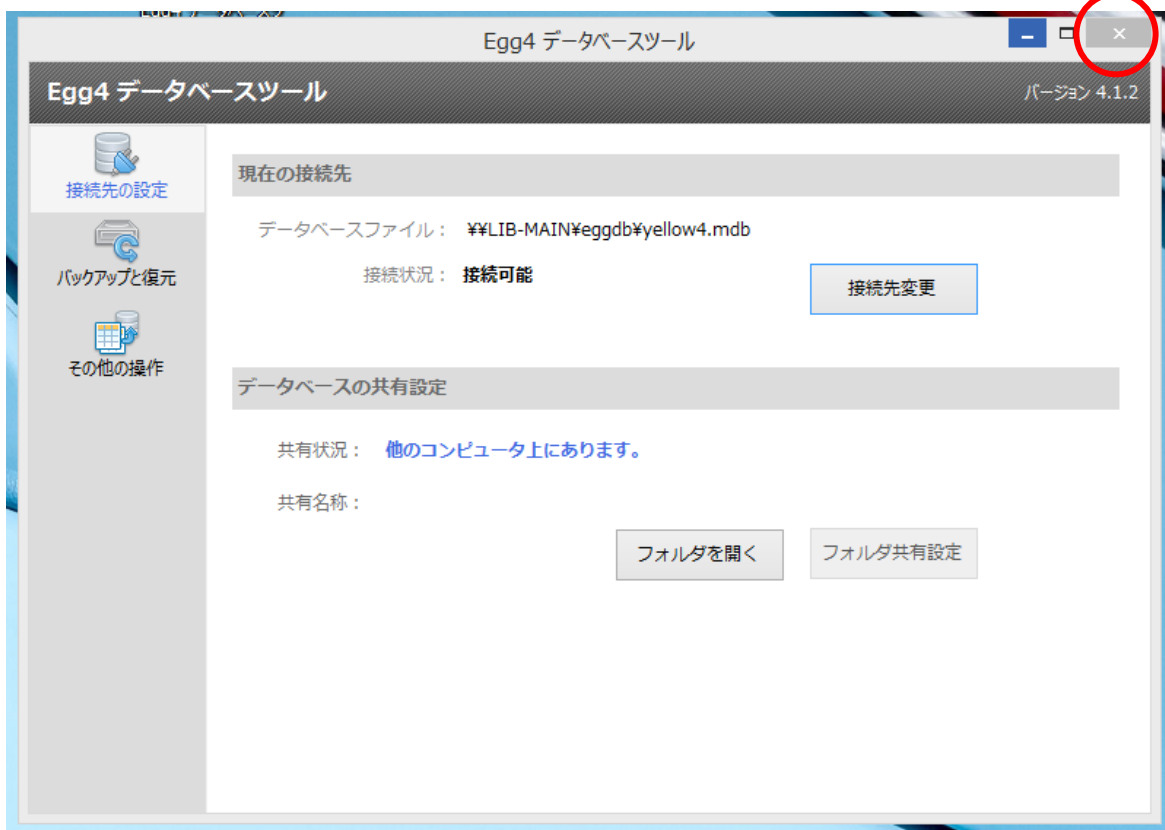 Egg4 データベースツール
Egg4 データベースツール
バージョン 4.1.2
接続先の設定
バックアップと復元
その他の操作
現在の接続先
データベースファイル： ¥¥LIB-MAIN¥eggdb¥yellow4.mdb
接続状況： 接続可能
接続先変更
データベースの共有設定
共有状況： 他のコンピュータ上にあります。
共有名称：
フォルダを開く
フォルダ共有設定